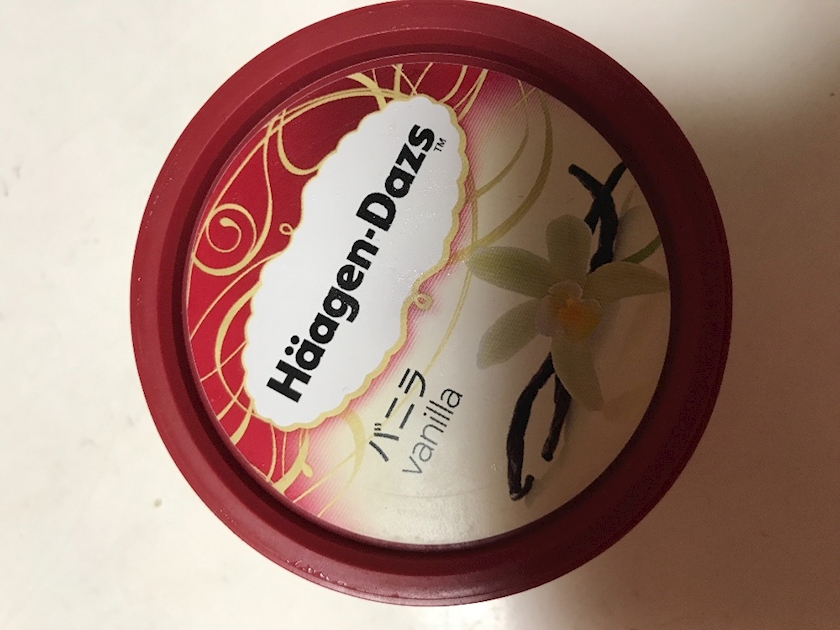 Häagen-Dazs™
バニラ
vanilla